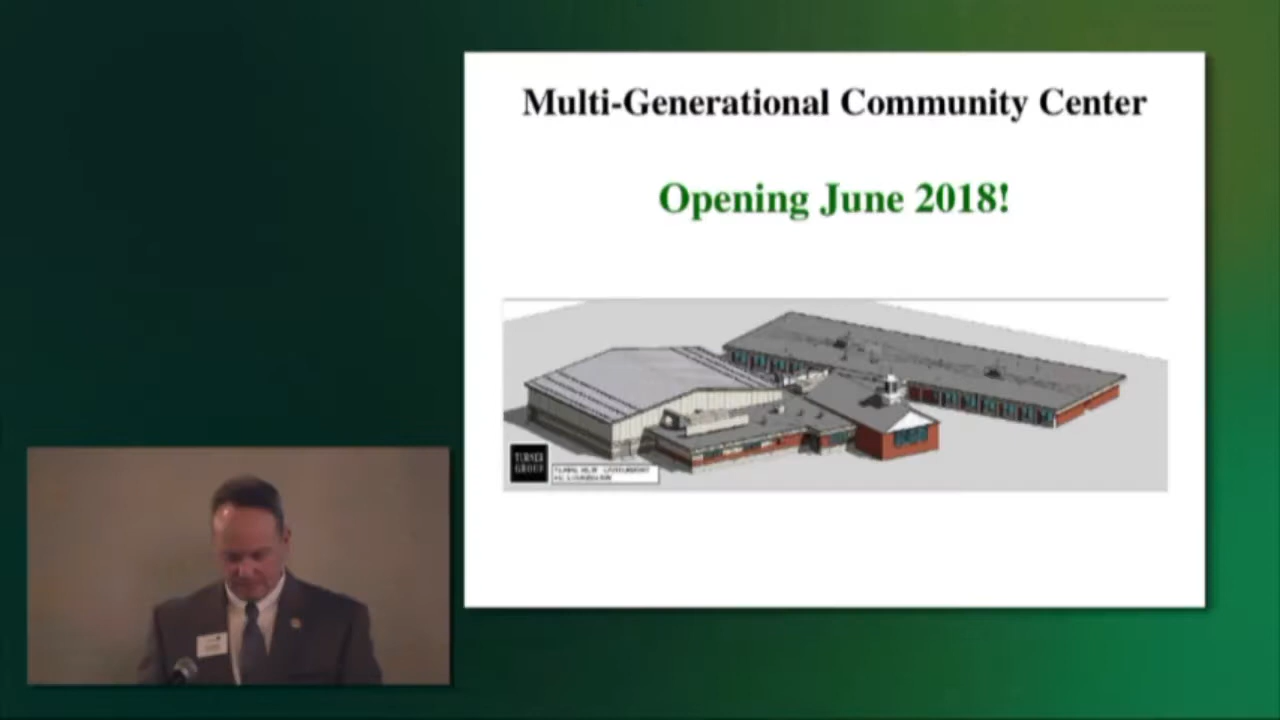 Multi-Generational Community Center
Opening June 2018!
TURNER
GROUP